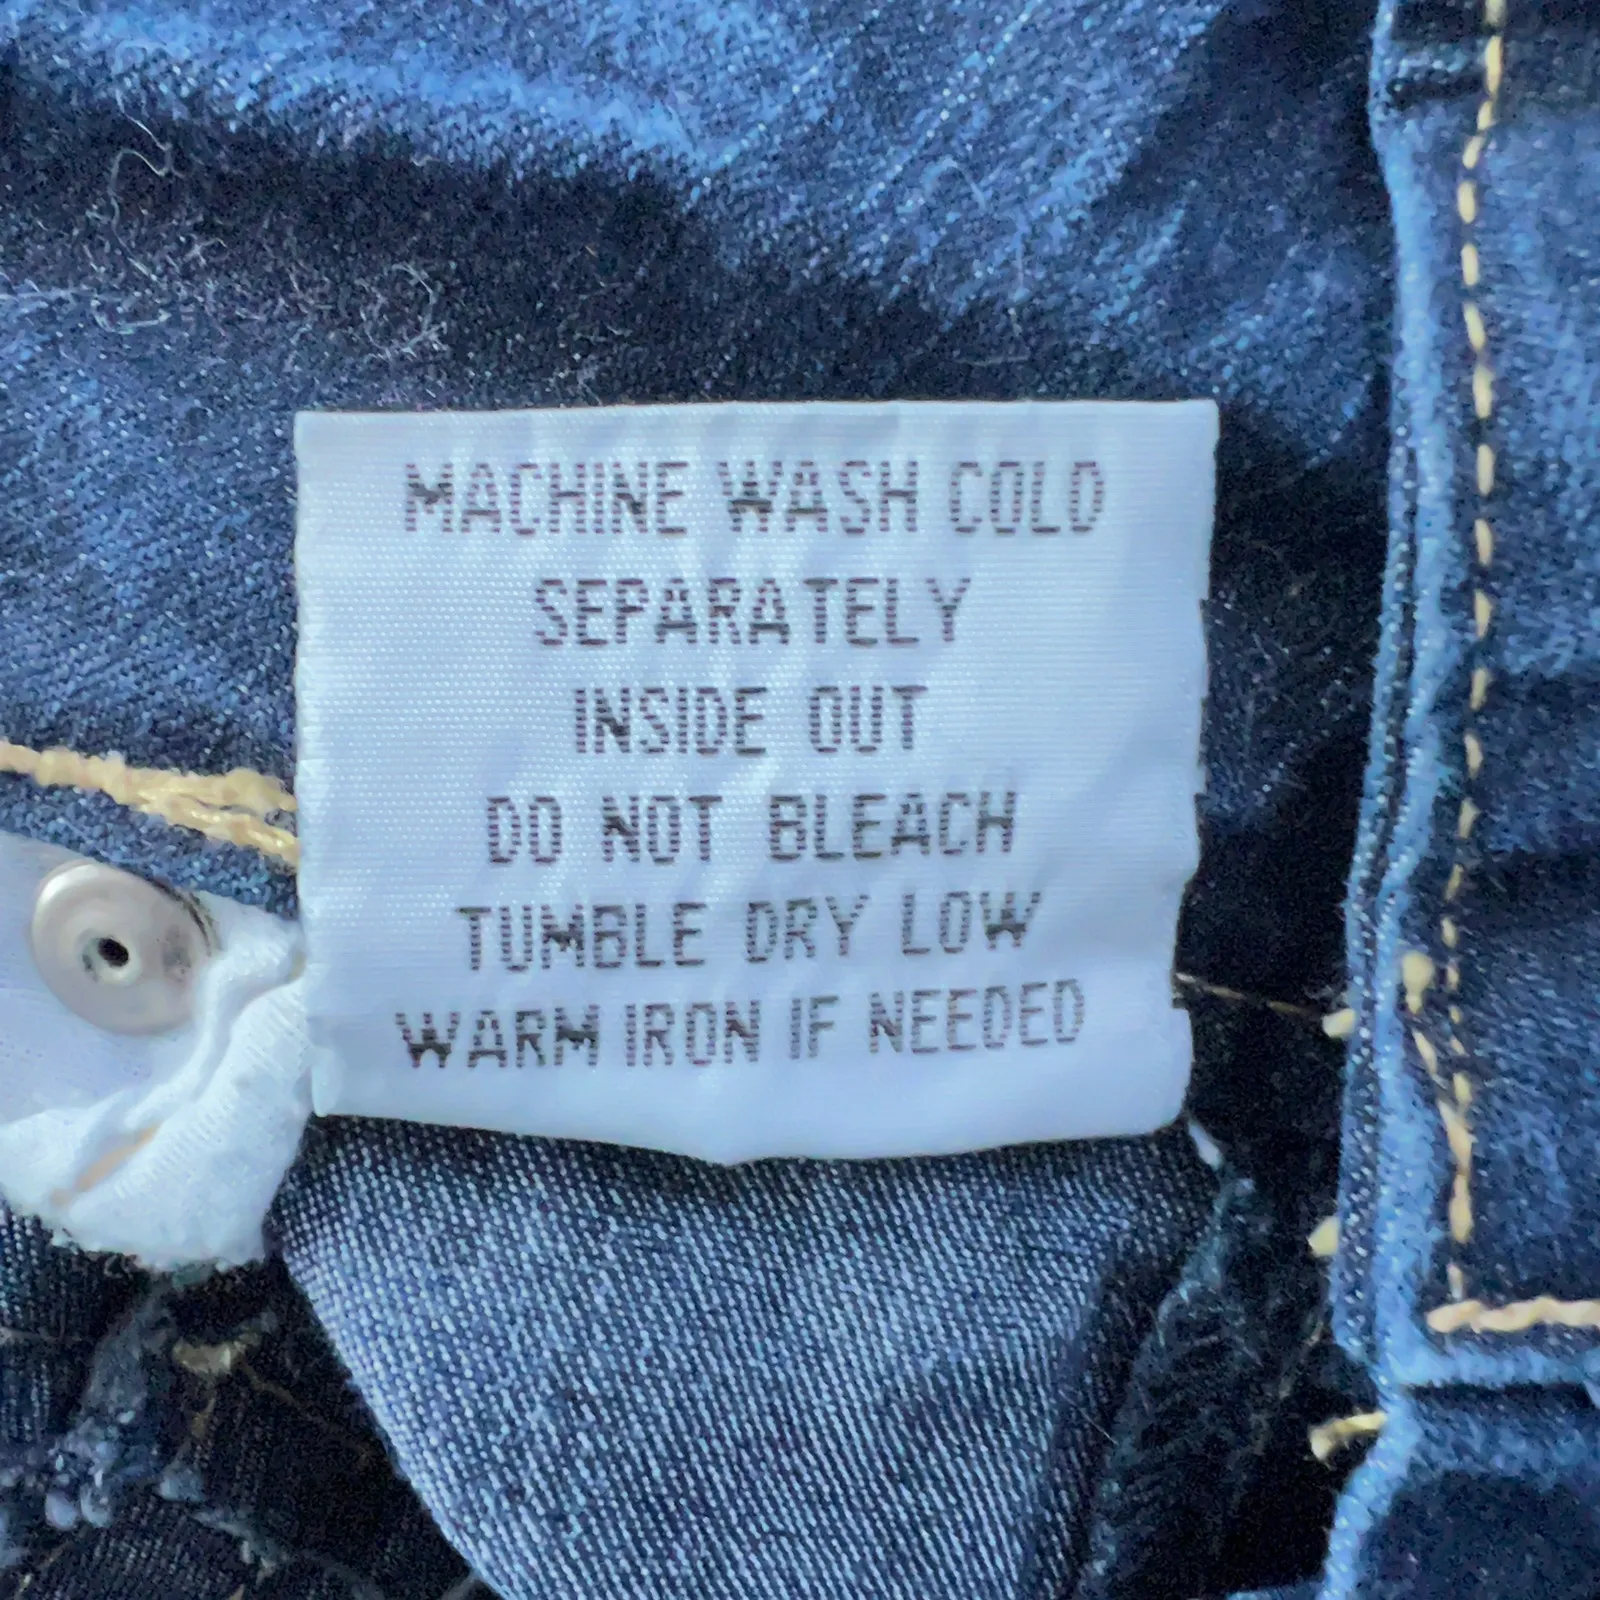 MACHINE WASH COLD
SEPARATELY
INSIDE OUT
DO NOT BLEACH
TUMBLE DRY LOW
WARM IRON IF NEEDED